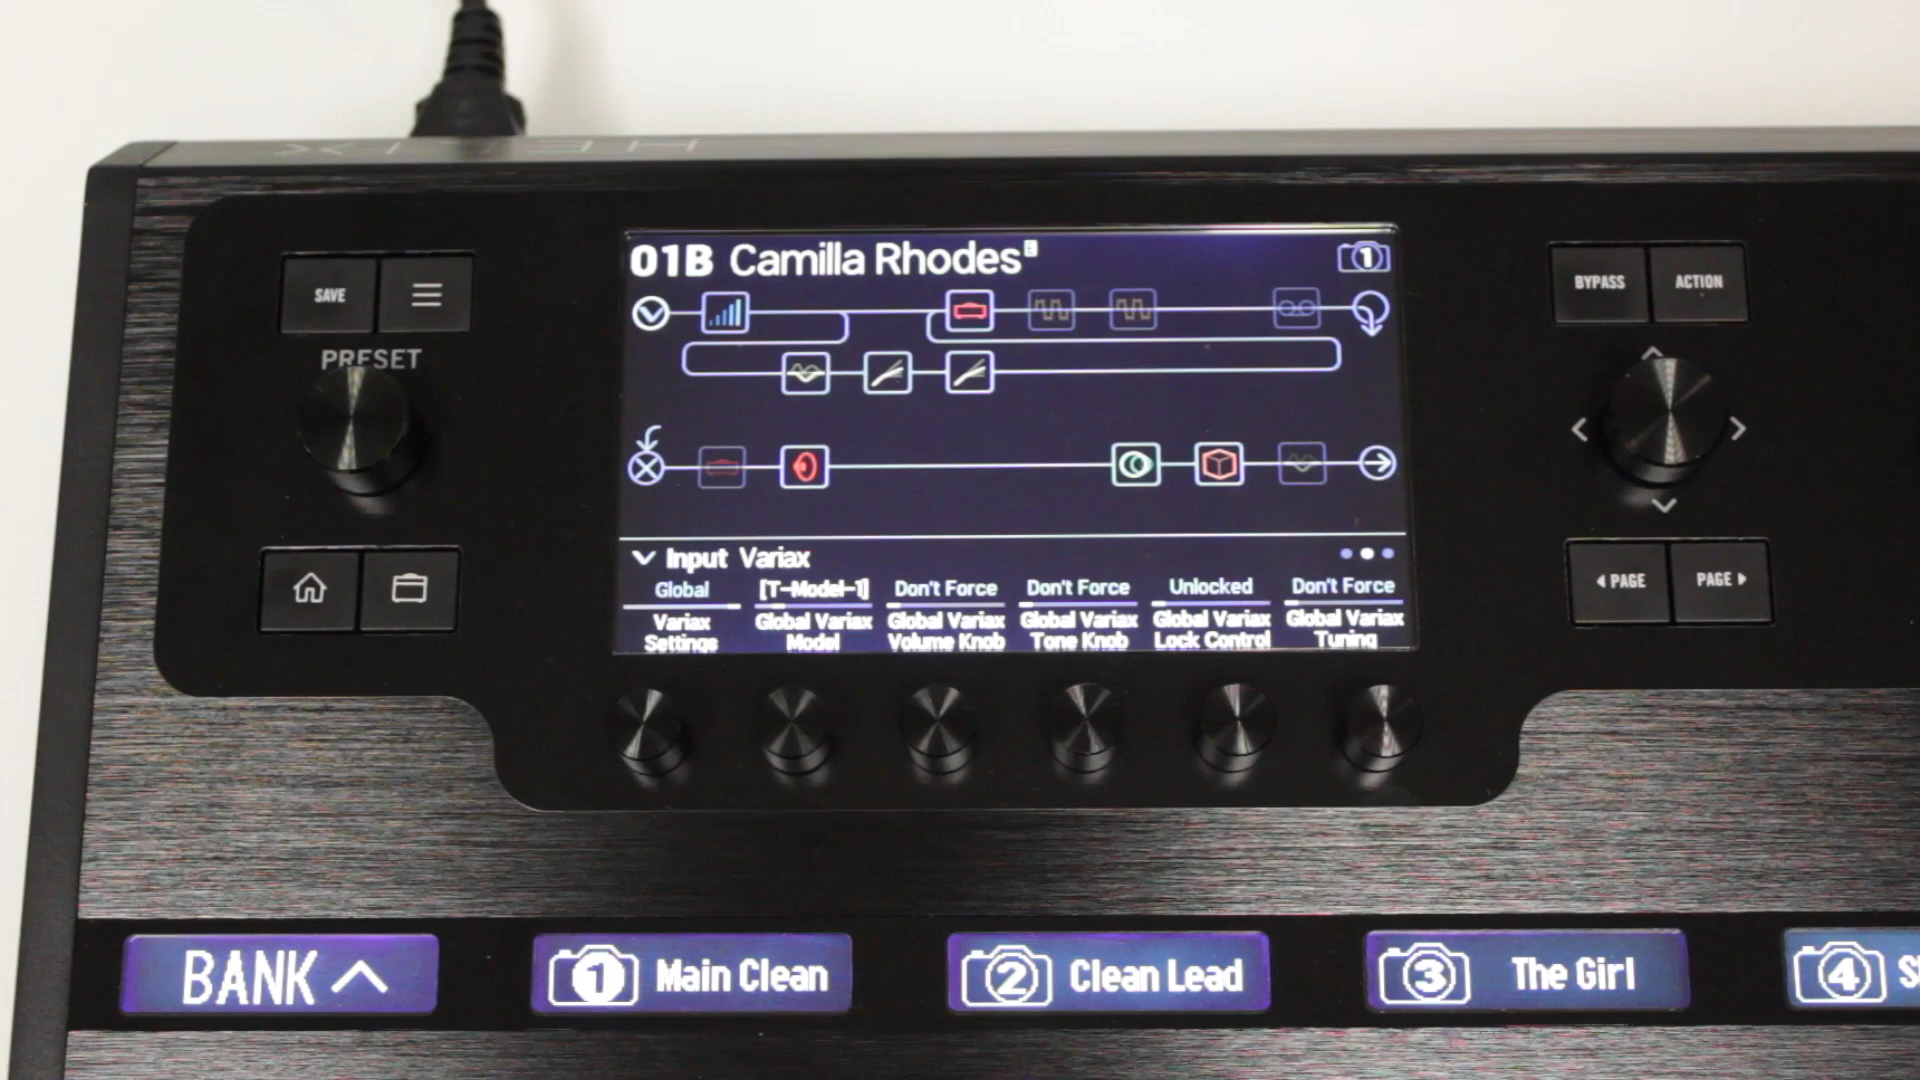 HELIX
SAVE
PRESET
01B Camilla Rhodes E
1
BYPASS ACTION
Input Variax
Global [T-Model-1] Don't Force Don't Force Unlocked Don't Force
Variax Settings
Global Variax Model
Global Variax Volume Knob
Global Variax Tone Knob
Global Variax Lock Control
Global Variax Tuning
PAGE PAGE
BANK
1 Main Clean
2 Clean Lead
3 The Girl
4